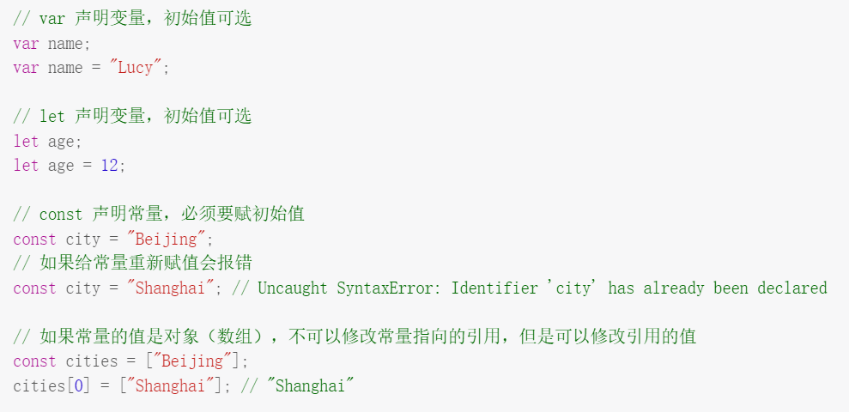 // var 声明变量，初始值可选
var name;
var name = "Lucy";
// let 声明变量，初始值可选
let age;
let age = 12;
// const 声明常量，必须要赋初始值
const city = "Beijing";
// 如果给常量重新赋值会报错
const city = "Shanghai"; // Uncaught SyntaxError: Identifier 'city' has already been declared
// 如果常量的值是对象（数组），不可以修改常量指向的引用，但是可以修改引用的值
const cities = ["Beijing"];
cities[0] = ["Shanghai"]; // "Shanghai"